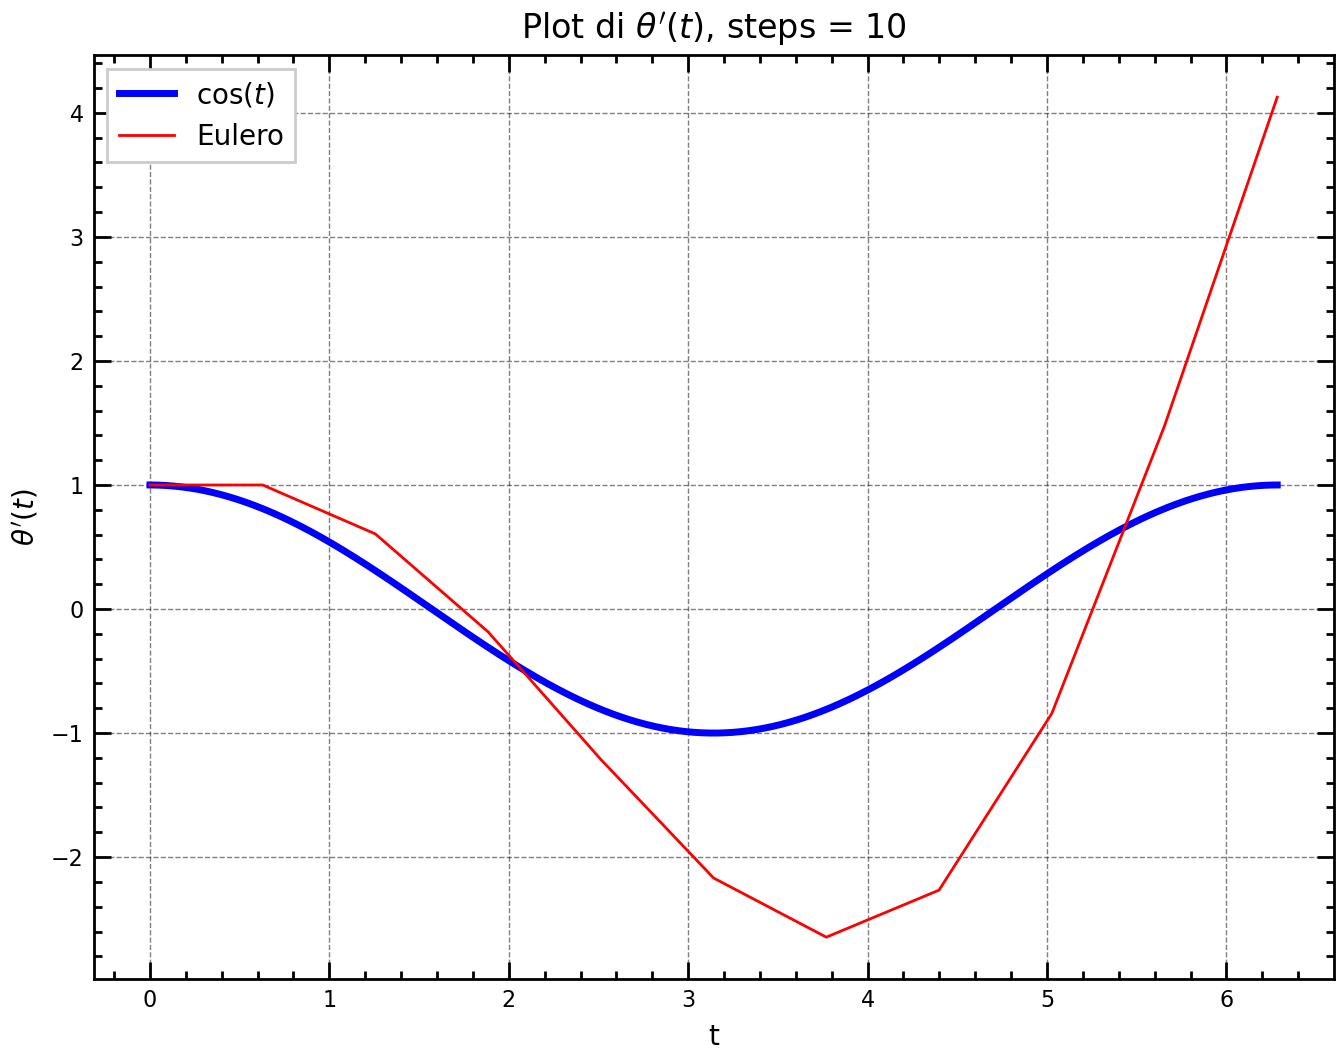 Plot di θ′(t), steps = 10
cos(t)
Eulero
4
3
2
1
0
−1
−2
θ′(t)
0 1 2 3 4 5 6
t